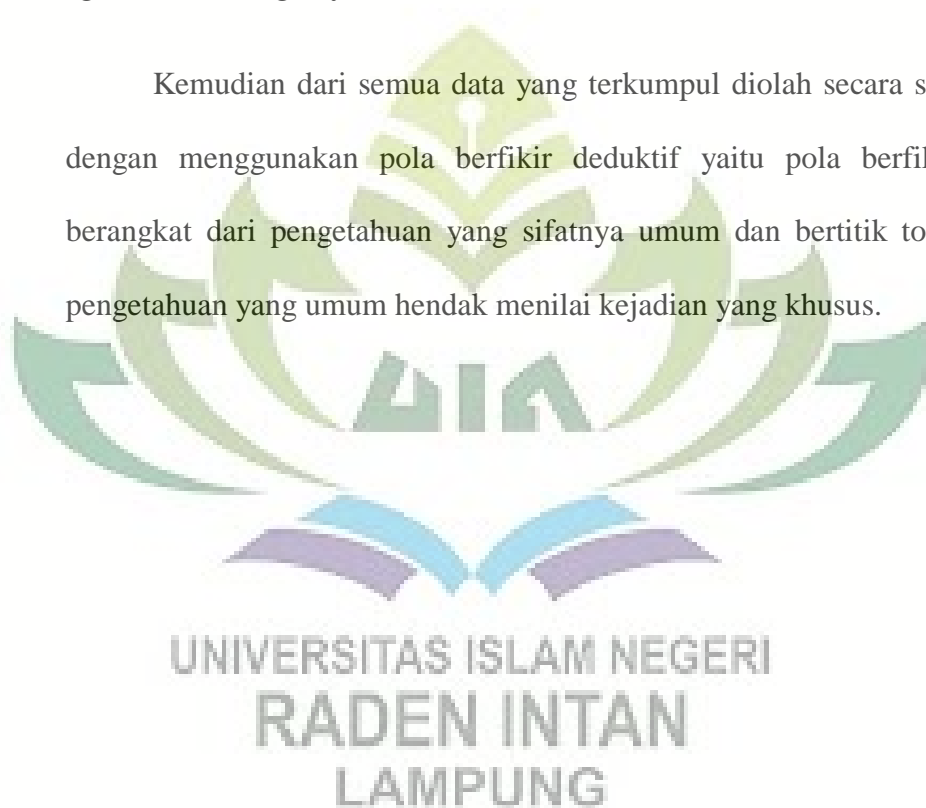 Kemudian dari semua data yang terkumpul diolah secara
dengan menggunakan pola berfikir deduktif yaitu pola
berangkat dari pengetahuan yang sifatnya umum dan bertitik
pengetahuan yang umum hendak menilai kejadian yang khusus.
UIN
UNIVERSITAS ISLAM NEGERI
RADEN INTAN
LAMPUNG